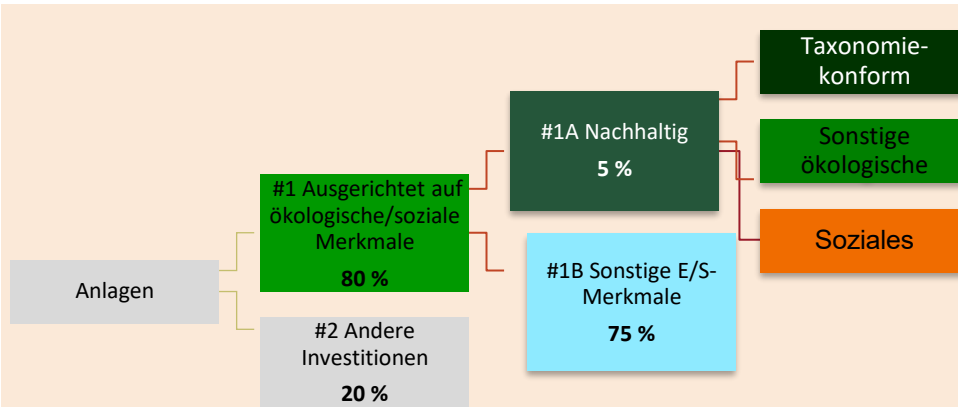 Anlagen
#1 Ausgerichtet auf
ökologische/soziale
Merkmale
80 %
#2 Andere
Investitionen
20 %
#1A Nachhaltig
5 %
#1B Sonstige E/S-
Merkmale
75 %
Taxonomie-
konform
Sonstige
ökologische
Soziales